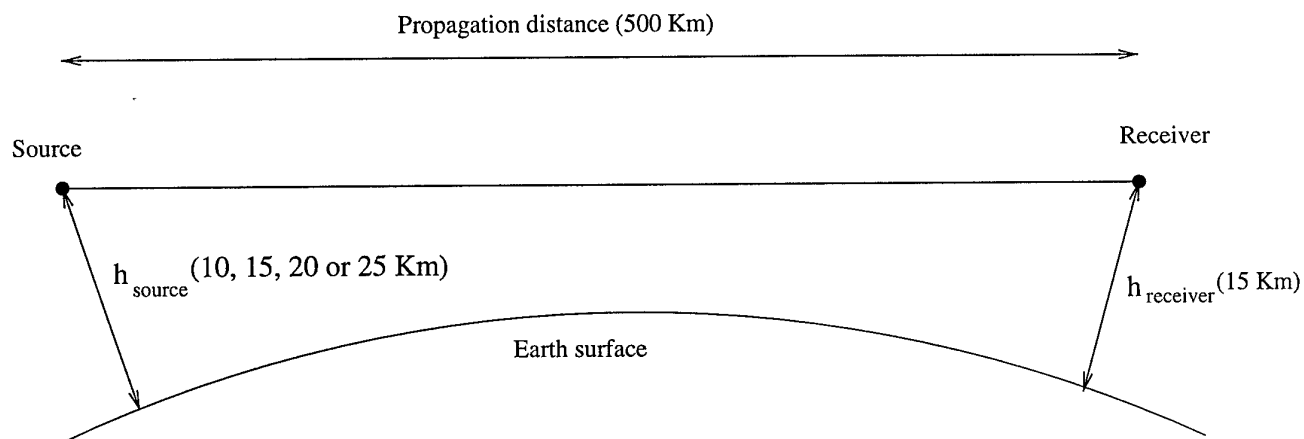 Propagation distance (500 Km)
Source
Receiver
h source (10, 15, 20 or 25 Km)
h receiver (15 Km)
Earth surface